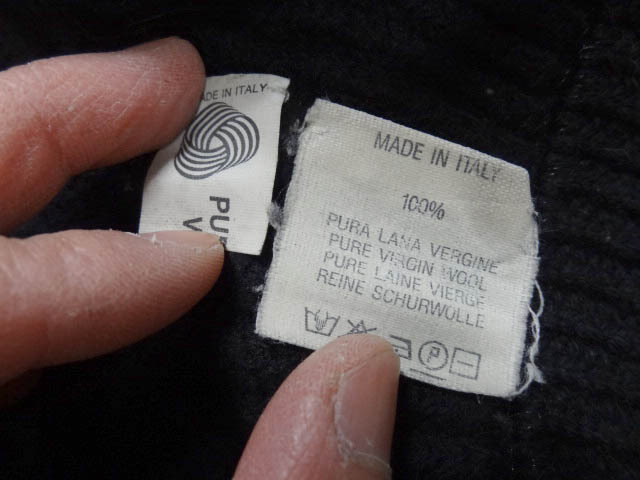 MADE IN ITALY
PUR
MADE IN ITALY
100%
PURA LANA VERGINE
PURE VIRGIN WOOL
PURE LAINE VIERGE
REINE SCHURWOLLE
P